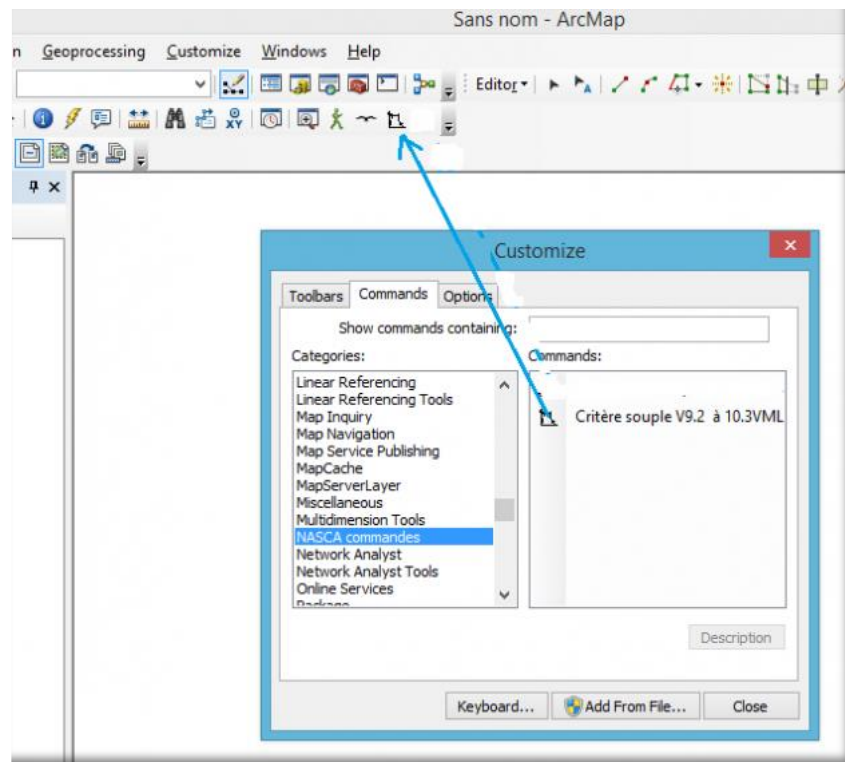 Sans nom - ArcMap
n Geoprocessing Customize Windows Help
Editor
XY
Customize
Toolbars Commands Options
Show commands containing:
Categories: Commands:
Linear Referencing
Linear Referencing Tools
Map Inquiry
Map Navigation
Map Service Publishing
MapCache
MapServerLayer
Miscellaneous
Multidimension Tools
NASCA commandes
Network Analyst
Network Analyst Tools
Online Services
Package
Critère souple V9.2 à 10.3VML
Description
Keyboard... Add From File... Close